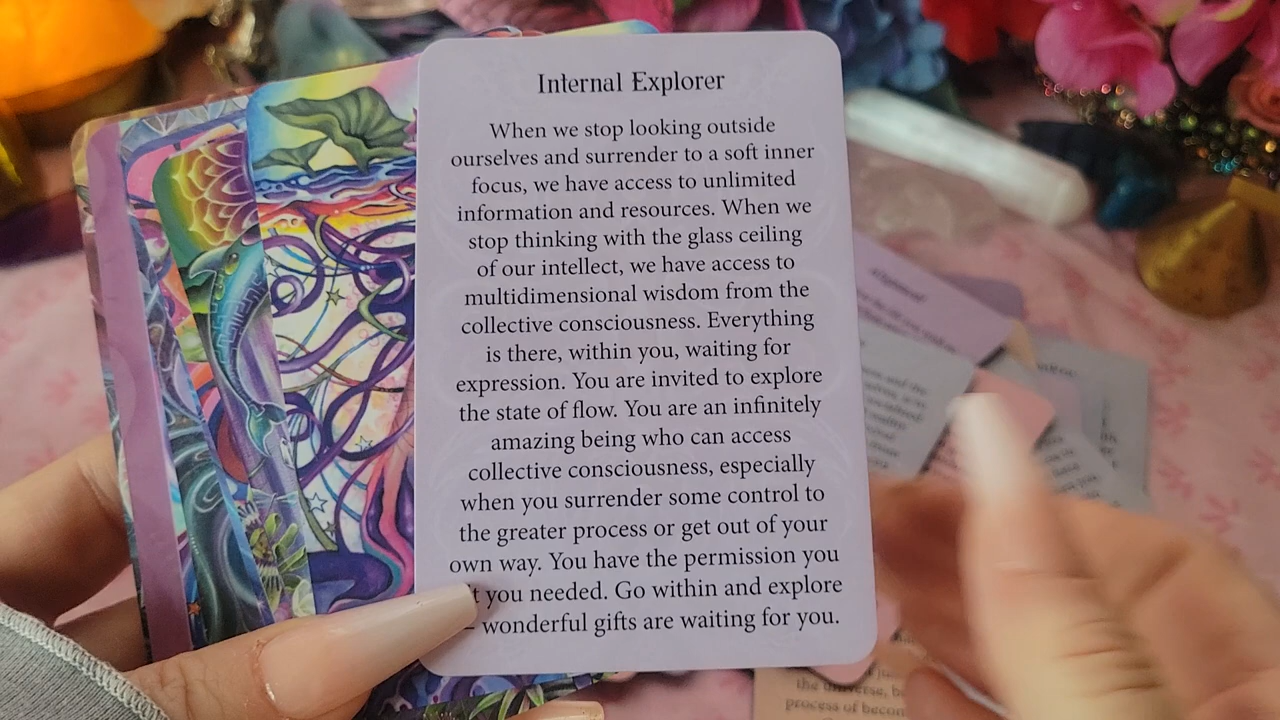 Internal Explorer
When we stop looking outside
ourselves and surrender to a soft inner
focus, we have access to unlimited
information and resources. When we
stop thinking with the glass ceiling
of our intellect, we have access to
multidimensional wisdom from the
collective consciousness. Everything
is there, within you, waiting for
expression. You are invited to explore
the state of flow. You are an infinitely
amazing being who can access
collective consciousness, especially
when you surrender some control to
the greater process or get out of your
own way. You have the permission you
you needed. Go within and explore
– wonderful gifts are waiting for you.
the universe, b
process of becom